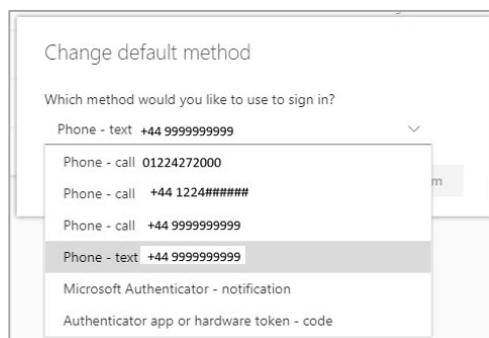 Change default method
Which method would you like to use to sign in?
Phone - text +44 9999999999
Phone - call 01224272000
Phone - call +44 1224######
Phone - call +44 9999999999
m
Phone - text +44 9999999999
Microsoft Authenticator - notification
Authenticator app or hardware token - code